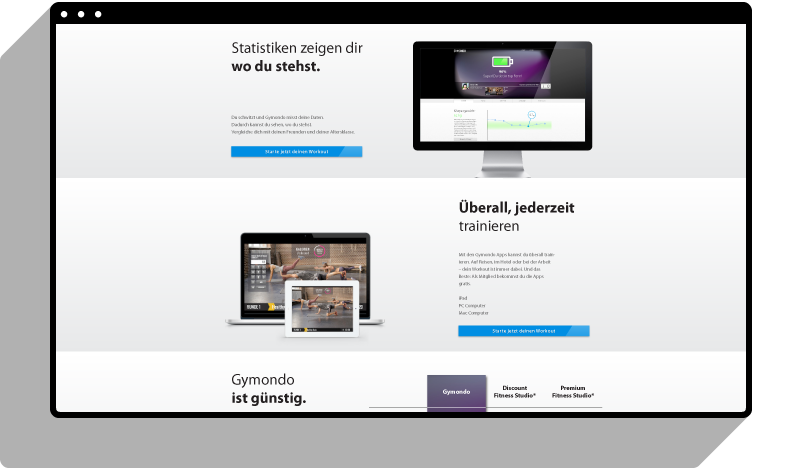 Statistiken zeigen dir
wo du stehst.
Du schwitzt und Gymondo misst deine Daten.
Dadurch kannst du sehen, wo du stehst.
Vergleiche dich mit deinen Freunden und deiner Altersklasse.
Starte jetzt deinen Workout
GYMONDO
Überall, jederzeit
trainieren
Mit den Gymondo Apps kannst du überall train-
ieren. Auf Reisen, im Hotel oder bei der Arbeit
– dein Workout ist immer dabei. Und das
Beste: Als Mitglied bekommst du die Apps
gratis.
iPad
PC Computer
Mac Computer
Starte jetzt deinen Workout
Gymondo
ist günstig.
Gymondo
Discount
Fitness Studio*
Premium
Fitness Studio*